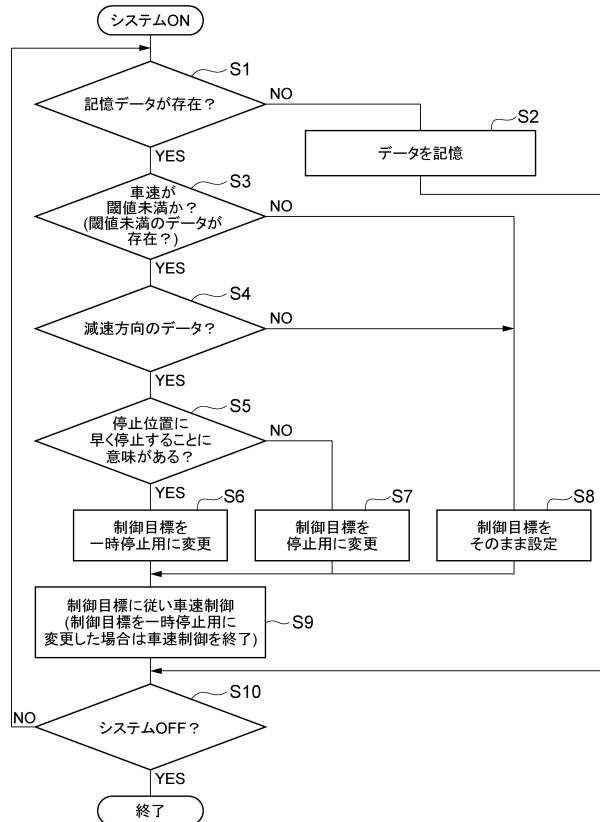 システムON
S1
記憶データが存在？
NO
S2
データを記憶
YES
S3
車速が
閾値未満か？
(閾値未満のデータが
存在？)
NO
YES
S4
減速方向のデータ？
NO
YES
S5
停止位置に
早く停止することに
意味がある？
NO
YES
S6
制御目標を
一時停止用に変更
S7
制御目標を
停止用に変更
S8
制御目標を
そのまま設定
制御目標に従い車速制御
(制御目標を一時停止用に
変更した場合は車速制御を終了)
S9
S10
NO
システムOFF？
YES
終了